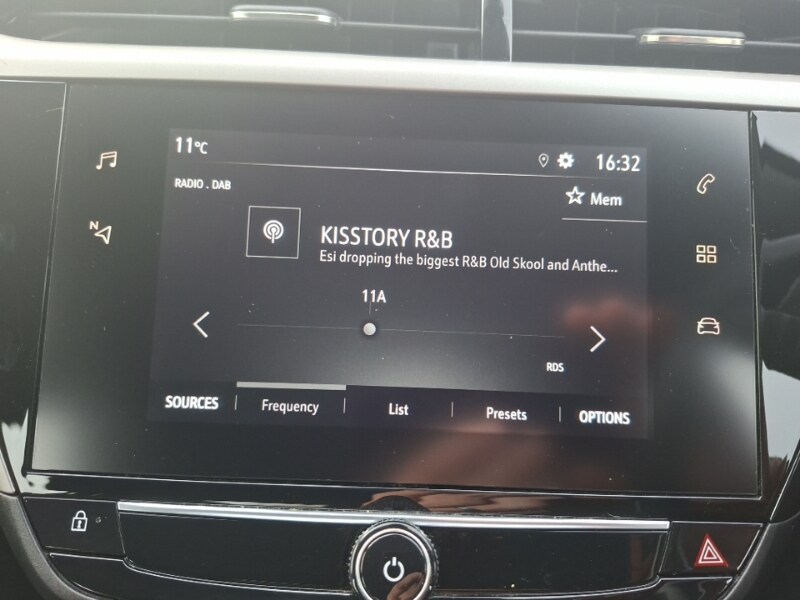 11°C
16:32
RADIO . DAB
Mem
KISSTORY R&B
Esi dropping the biggest R&B Old Skool and Anthe...
11A
N
RDS
SOURCES | Frequency | List | Presets | OPTIONS